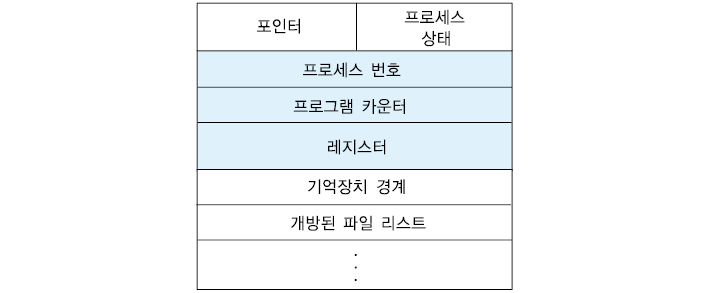 포인터
프로세스
상태
프로세스 번호
프로그램 카운터
레지스터
기억장치 경계
개방된 파일 리스트
.
.
.